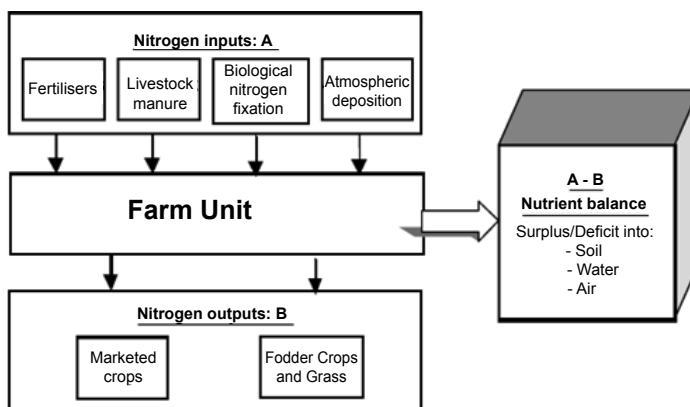 Nitrogen inputs: A
Fertilisers
Livestock
manure
Biological
nitrogen
fixation
Atmospheric
deposition
Farm Unit
A - B
Nutrient balance
Surplus/Deficit into:
- Soil
- Water
- Air
Nitrogen outputs: B
Marketed
crops
Fodder Crops
and Grass